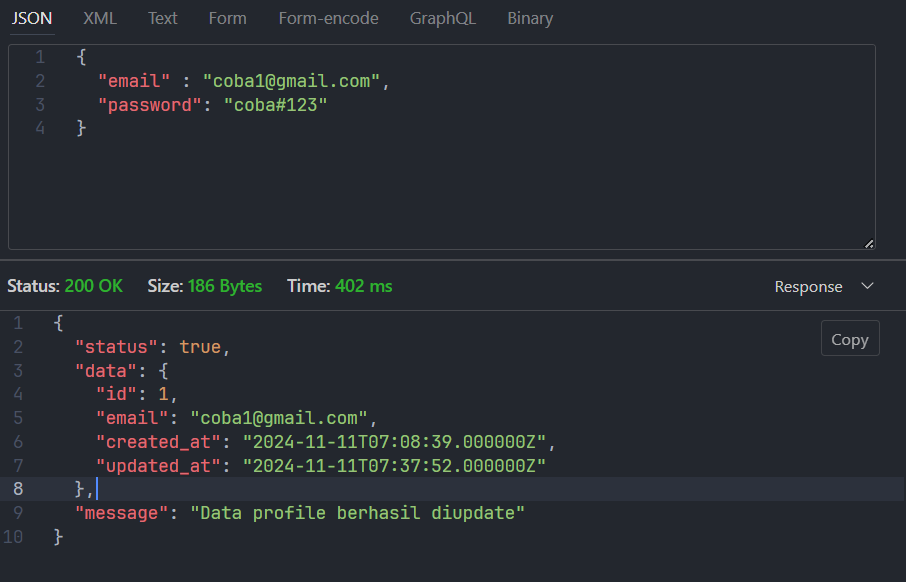 JSON XML Text Form Form-encode GraphQL Binary
1 {
2 "email" : "coba1@gmail.com",
3 "password": "coba#123"
4 }
Status: 200 OK Size: 186 Bytes Time: 402 ms Response
1 {
Copy
2 "status": true,
3 "data": {
4 "id": 1,
5 "email": "coba1@gmail.com",
6 "created_at": "2024-11-11T07:08:39.000000Z",
7 "updated_at": "2024-11-11T07:37:52.000000Z"
8 },
9 "message": "Data profile berhasil diupdate"
10 }